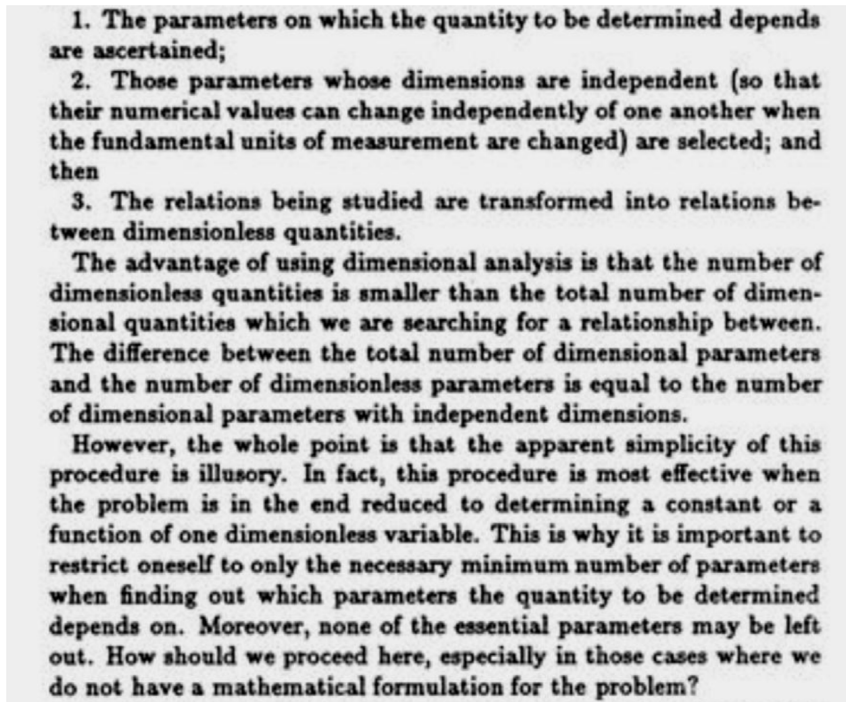 1. The parameters on which the quantity to be determined depends
are ascertained;
2. Those parameters whose dimensions are independent (so that
their numerical values can change independently of one another when
the fundamental units of measurement are changed) are selected; and
then
3. The relations being studied are transformed into relations be-
tween dimensionless quantities.
The advantage of using dimensional analysis is that the number of
dimensionless quantities is smaller than the total number of dimen-
sional quantities which we are searching for a relationship between.
The difference between the total number of dimensional parameters
and the number of dimensionless parameters is equal to the number
of dimensional parameters with independent dimensions.
However, the whole point is that the apparent simplicity of this
procedure is illusory. In fact, this procedure is most effective when
the problem is in the end reduced to determining a constant or a
function of one dimensionless variable. This is why it is important to
restrict oneself to only the necessary minimum number of parameters
when finding out which parameters the quantity to be determined
depends on. Moreover, none of the essential parameters may be left
out. How should we proceed here, especially in those cases where we
do not have a mathematical formulation for the problem?